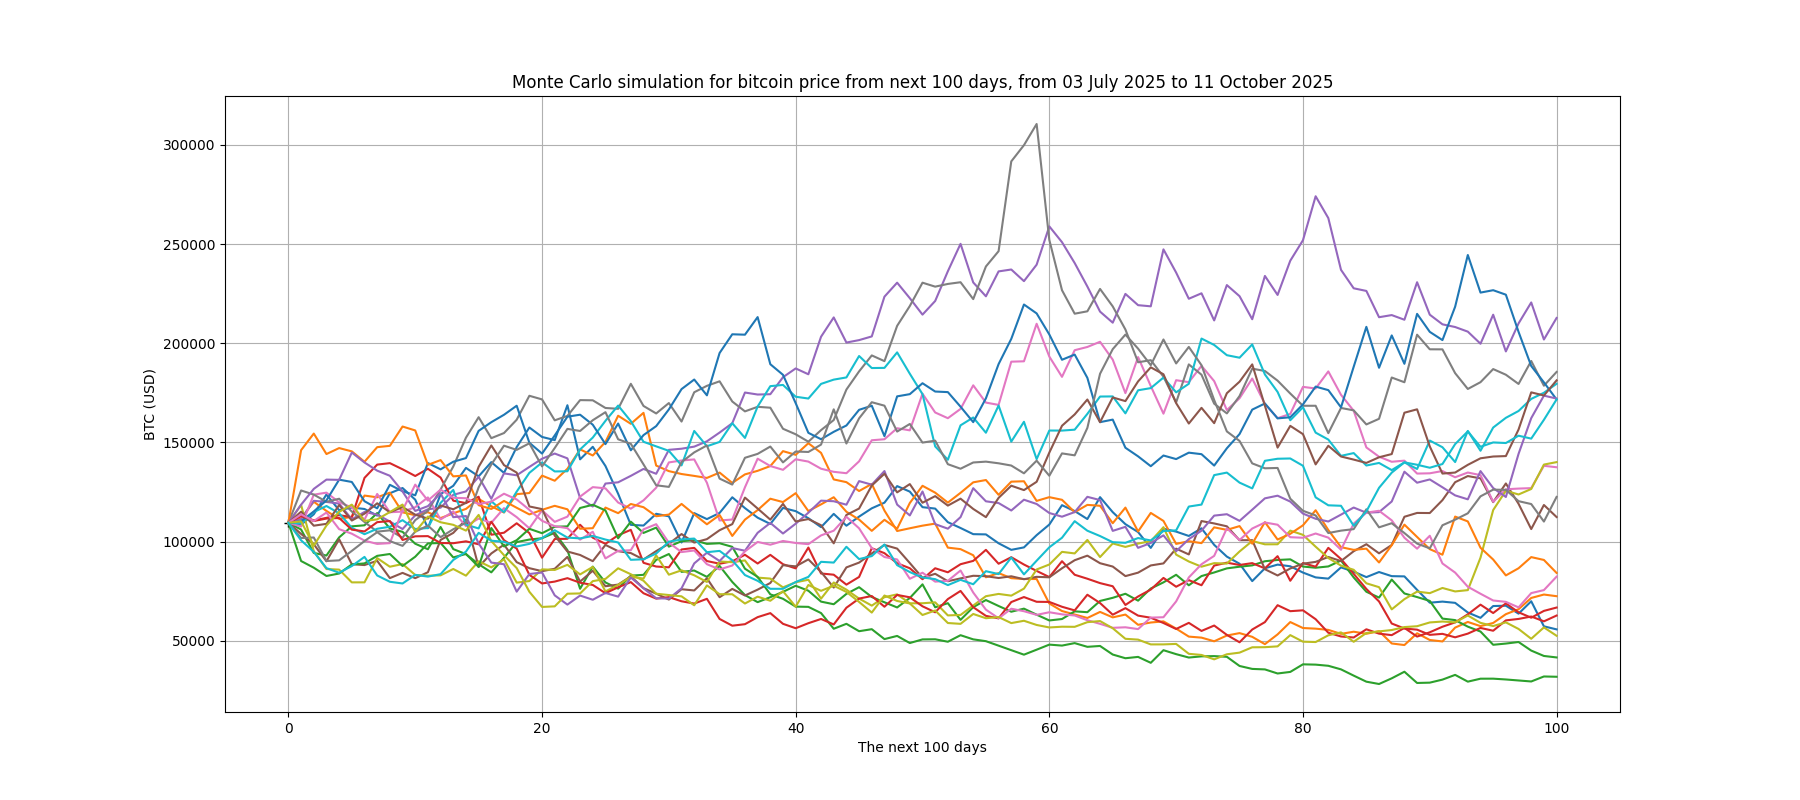 Monte Carlo simulation for bitcoin price from next 100 days, from 03 July 2025 to 11 October 2025
BTC (USD)
300000
250000
200000
150000
100000
50000
0 20 40 60 80 100
The next 100 days